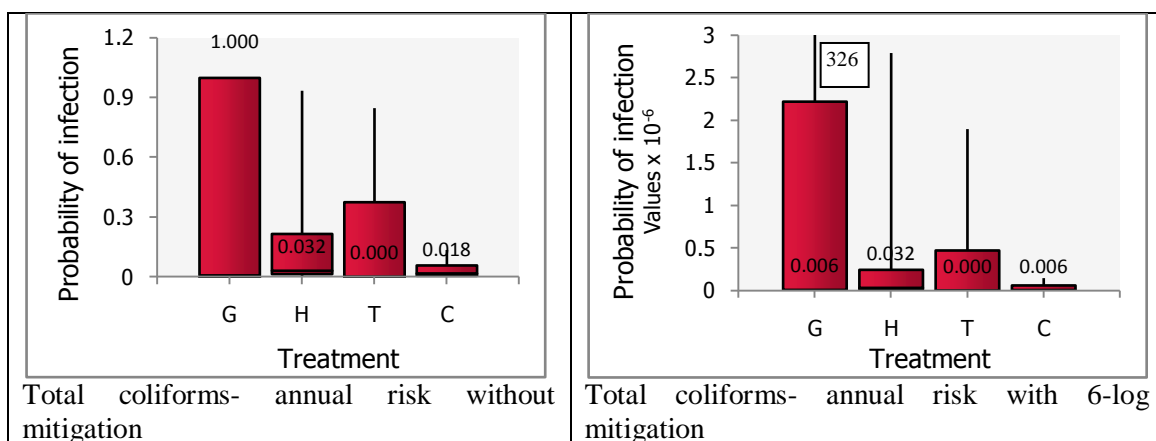 1.2
0.9
0.6
0.3
0
Probability of infection
1.000
0.032
0.000
0.018
G H T C
Treatment
Total coliforms- annual risk without
mitigation
3
2.5
2
1.5
1
0.5
0
Probability of infection
Values x 10-6
326
0.006
0.032
0.000
0.006
G H T C
Treatment
Total coliforms- annual risk with 6-log
mitigation